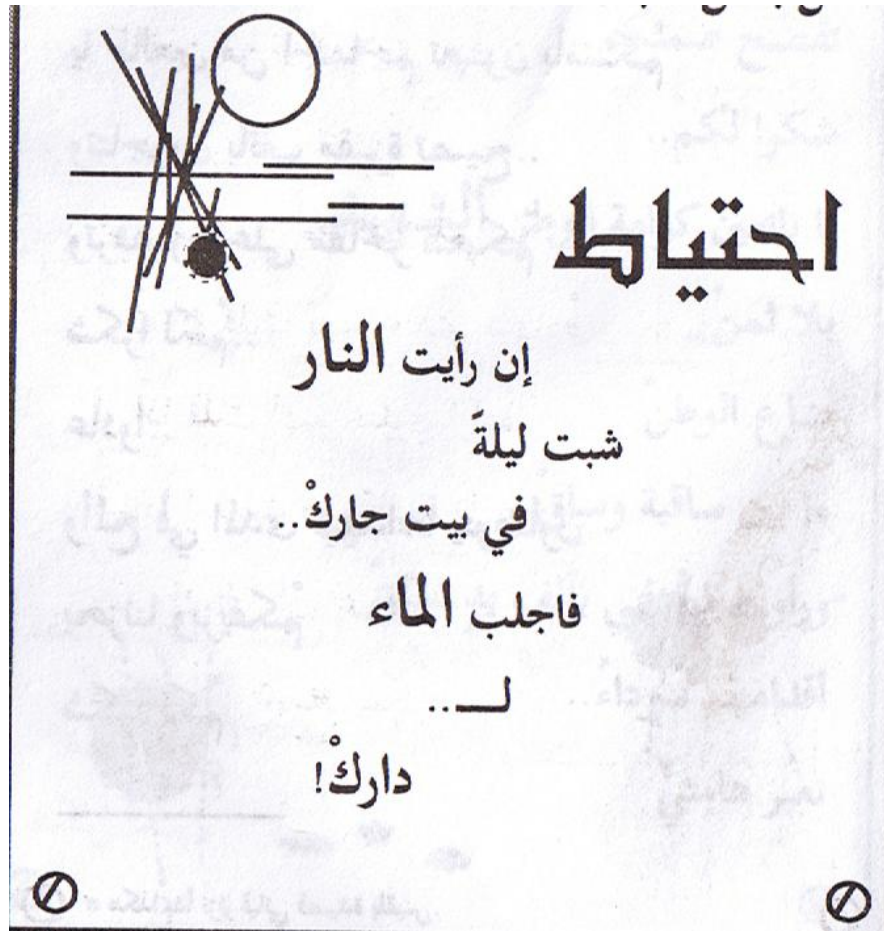 احتياط
إن رأيت النار
شبت ليلةً
في بيت جاركْ..
فاجلب الماء
لـــ..
داركْ!